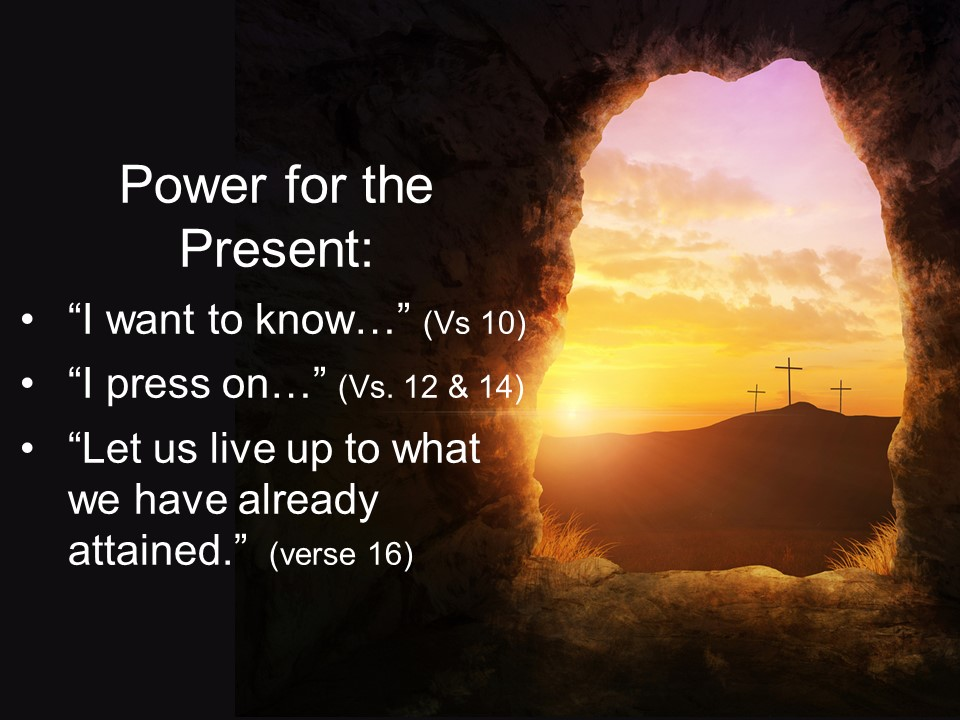 Power for the
Present:
• “I want to know…” (Vs 10)
• “I press on…” (Vs. 12 & 14)
• “Let us live up to what
we have already
attained.” (verse 16)